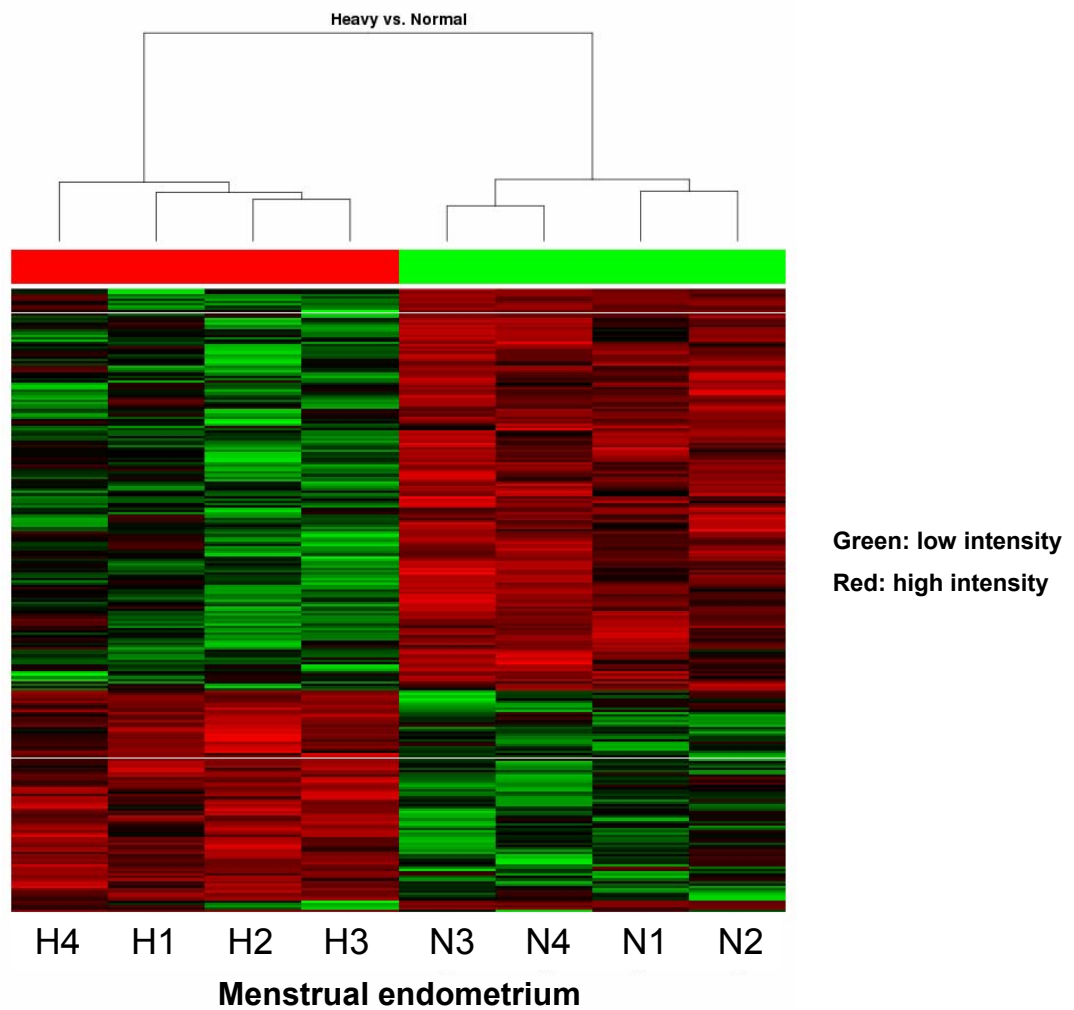 Heavy vs. Normal
Green: low intensity
Red: high intensity
H4 H1 H2 H3 N3 N4 N1 N2
Menstrual endometrium